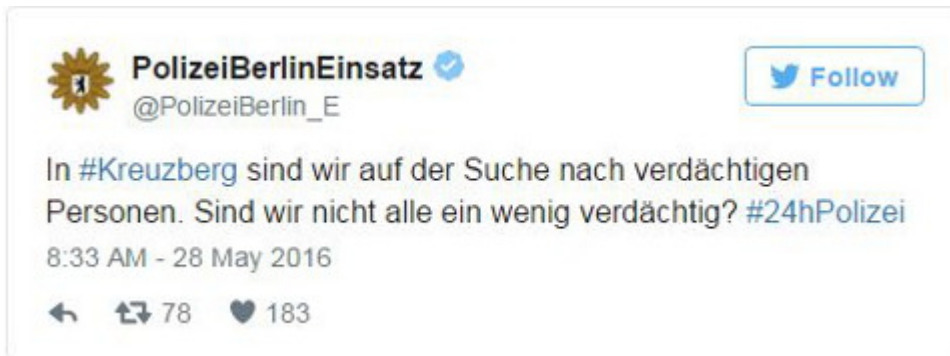 PolizeiBerlinEinsatz
Follow
@PolizeiBerlin_E
In #Kreuzberg sind wir auf der Suche nach verdächtigen
Personen. Sind wir nicht alle ein wenig verdächtig? #24hPolizei
8:33 AM - 28 May 2016
78 183